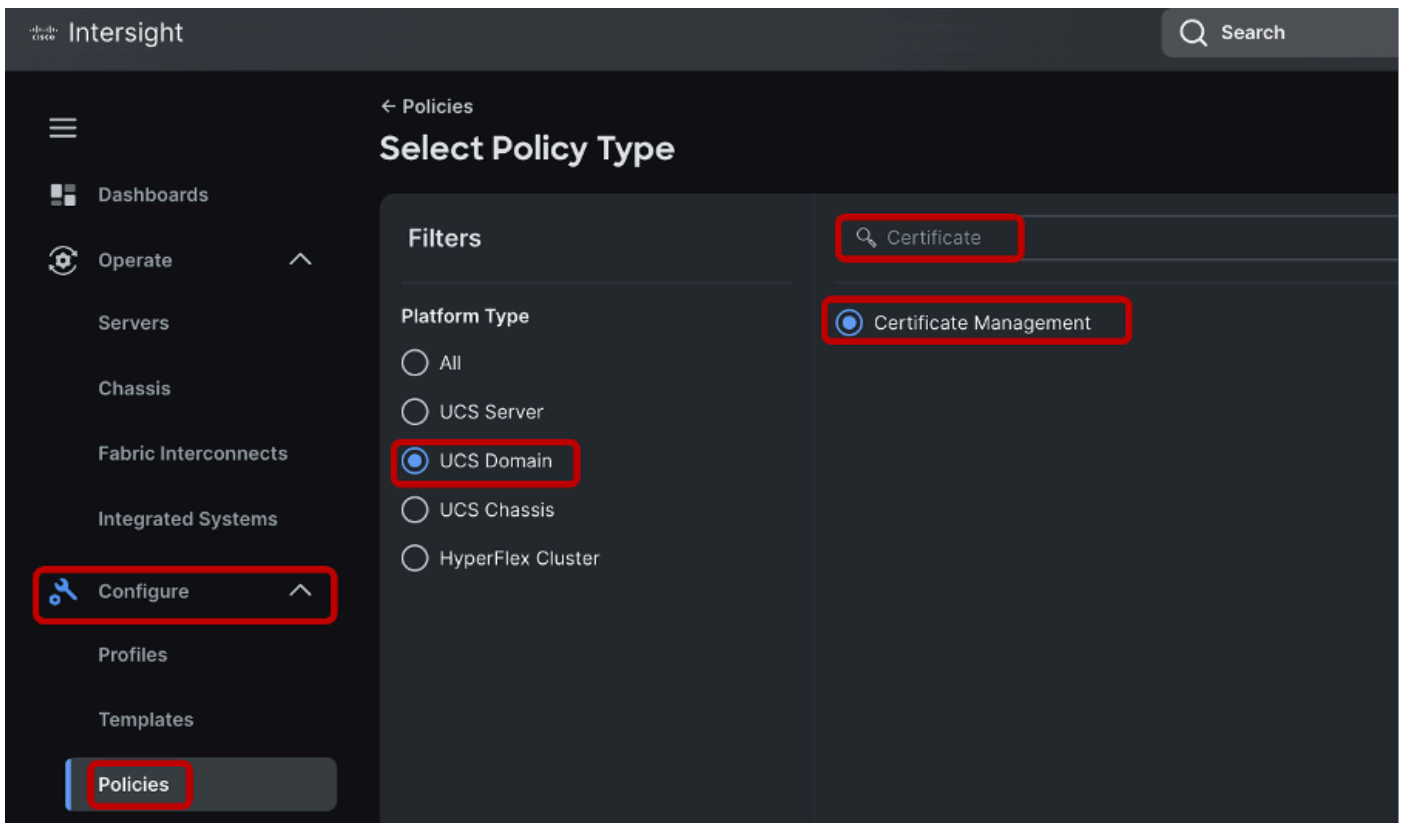 cisco Intersight
Search
← Policies
Select Policy Type
Dashboards
Operate
Servers
Chassis
Fabric Interconnects
Integrated Systems
Configure
Profiles
Templates
Policies
Filters
Platform Type
All
UCS Server
UCS Domain
UCS Chassis
HyperFlex Cluster
Certificate
Certificate Management